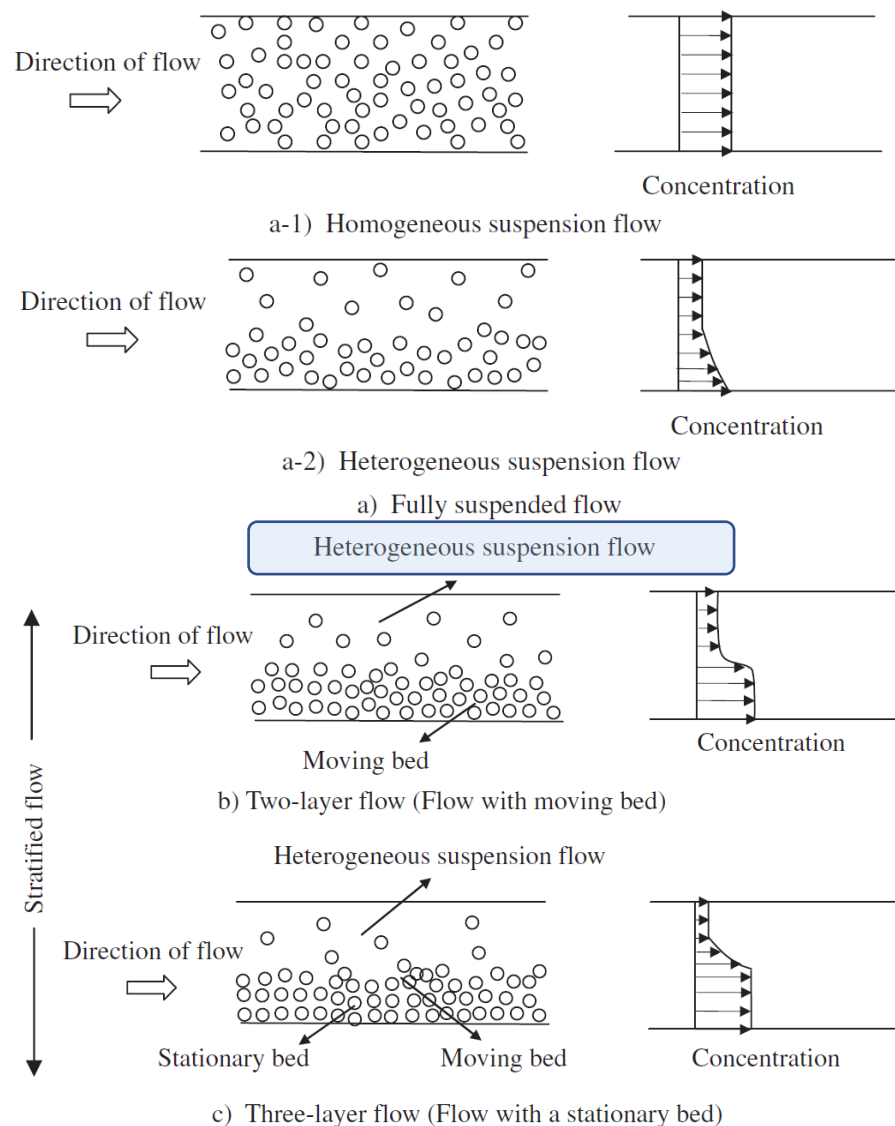 Direction of flow
Concentration
a-1) Homogeneous suspension flow
Direction of flow
Concentration
a-2) Heterogeneous suspension flow
a) Fully suspended flow
Heterogeneous suspension flow
Direction of flow
Moving bed
Concentration
b) Two-layer flow (Flow with moving bed)
Stratified flow
Heterogeneous suspension flow
Direction of flow
Stationary bed
Moving bed
Concentration
c) Three-layer flow (Flow with a stationary bed)